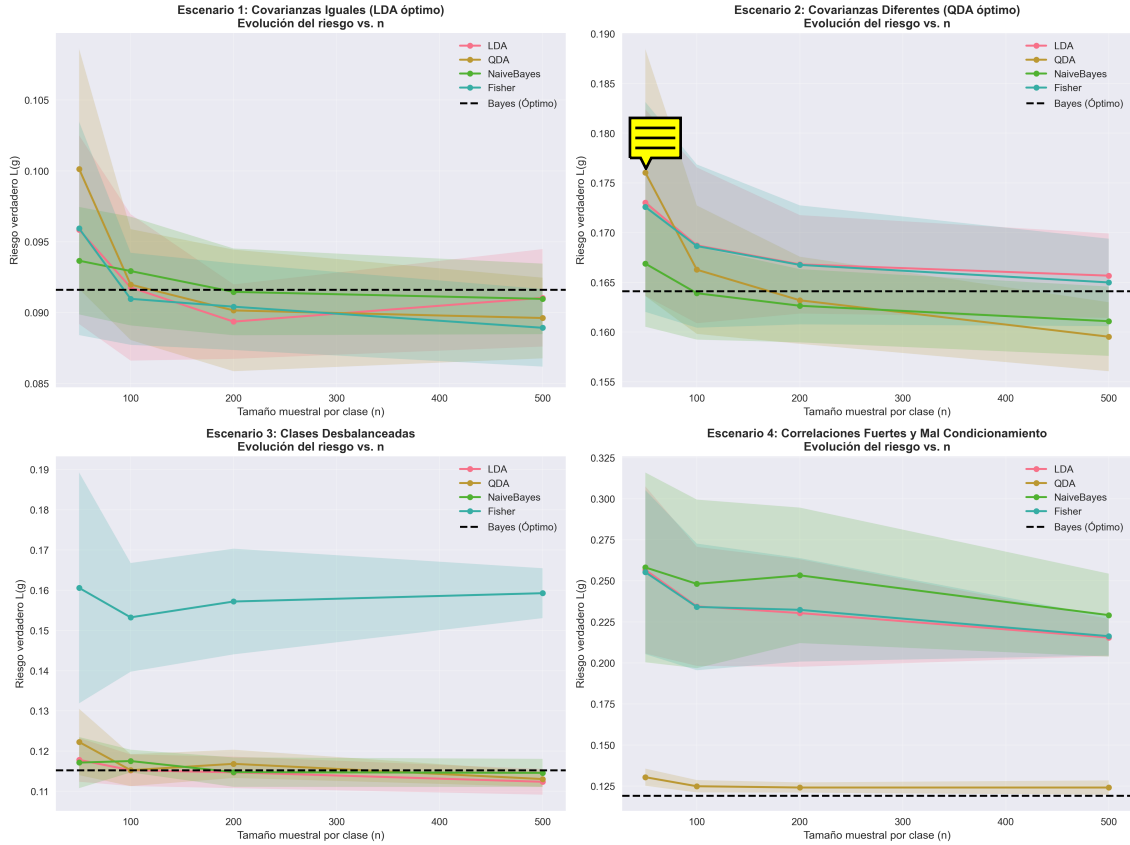 Escenario 1: Covarianzas Iguales (LDA óptimo)
Evolución del riesgo vs. n
Riesgo verdadero L(g)
0.105
0.100
0.095
0.090
0.085
100
200
300
400
500
Tamaño muestral por clase (n)
LDA
QDA
NaiveBayes
Fisher
Bayes (Óptimo)
Escenario 2: Covarianzas Diferentes (QDA óptimo)
Evolución del riesgo vs. n
Riesgo verdadero L(g)
0.190
0.185
0.180
0.175
0.170
0.165
0.160
0.155
100
200
300
400
500
Tamaño muestral por clase (n)
LDA
QDA
NaiveBayes
Fisher
Bayes (Óptimo)
Escenario 3: Clases Desbalanceadas
Evolución del riesgo vs. n
Riesgo verdadero L(g)
0.19
0.18
0.17
0.16
0.15
0.14
0.13
0.12
0.11
100
200
300
400
500
Tamaño muestral por clase (n)
LDA
QDA
NaiveBayes
Fisher
Bayes (Óptimo)
Escenario 4: Correlaciones Fuertes y Mal Condicionamiento
Evolución del riesgo vs. n
Riesgo verdadero L(g)
0.325
0.300
0.275
0.250
0.225
0.200
0.175
0.150
0.125
100
200
300
400
500
Tamaño muestral por clase (n)
LDA
QDA
NaiveBayes
Fisher
Bayes (Óptimo)